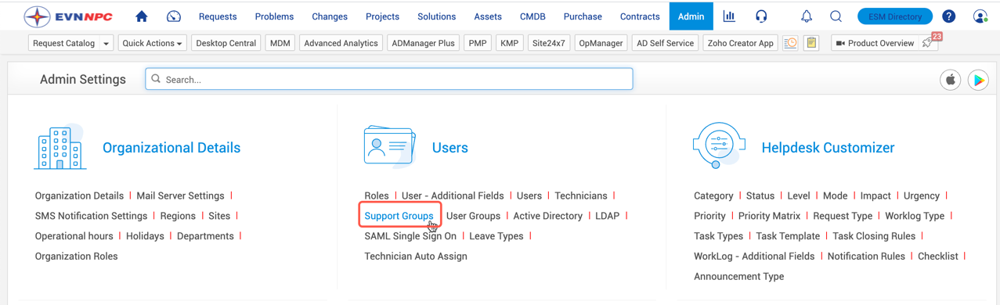 EVNNPC Requests Problems Changes Projects Solutions Assets CMDB Purchase Contracts Admin ESM Directory ?
Request Catalog Quick Actions Desktop Central MDM Advanced Analytics ADManager Plus PMP KMP Site24x7 OpManager AD Self Service Zoho Creator App Product Overview 23
Admin Settings Search...
Organizational Details
Organization Details | Mail Server Settings |
SMS Notification Settings | Regions | Sites |
Operational hours | Holidays | Departments |
Organization Roles
Users
Roles | User - Additional Fields | Users | Technicians |
Support Groups User Groups | Active Directory | LDAP |
SAML Single Sign On | Leave Types |
Technician Auto Assign
Helpdesk Customizer
Category | Status | Level | Mode | Impact | Urgency |
Priority | Priority Matrix | Request Type | Worklog Type |
Task Types | Task Template | Task Closing Rules |
WorkLog - Additional Fields | Notification Rules | Checklist |
Announcement Type